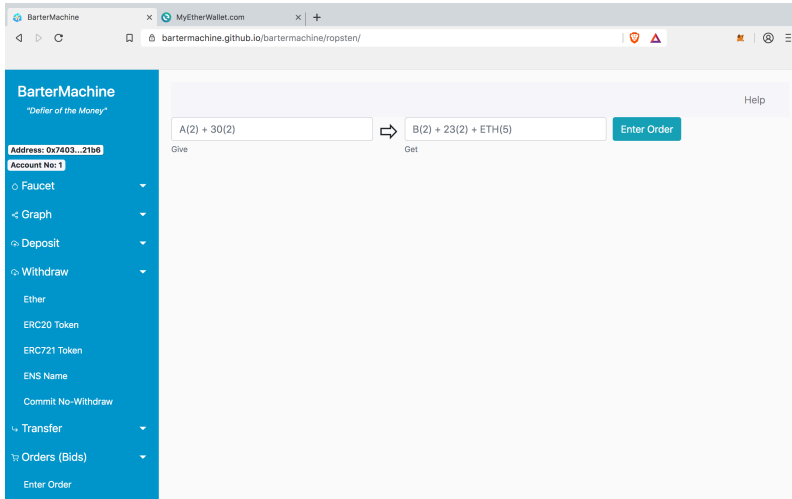 BarterMachine
MyEtherWallet.com
bartermachine.github.io/bartermachine/ropsten/
BarterMachine
"Defier of the Money"
Address: 0x7403...21b6
Account No: 1
Faucet
Graph
Deposit
Withdraw
Ether
ERC20 Token
ERC721 Token
ENS Name
Commit No-Withdraw
Transfer
Orders (Bids)
Enter Order
Help
A(2) + 30(2)
B(2) + 23(2) + ETH(5)
Enter Order
Give
Get